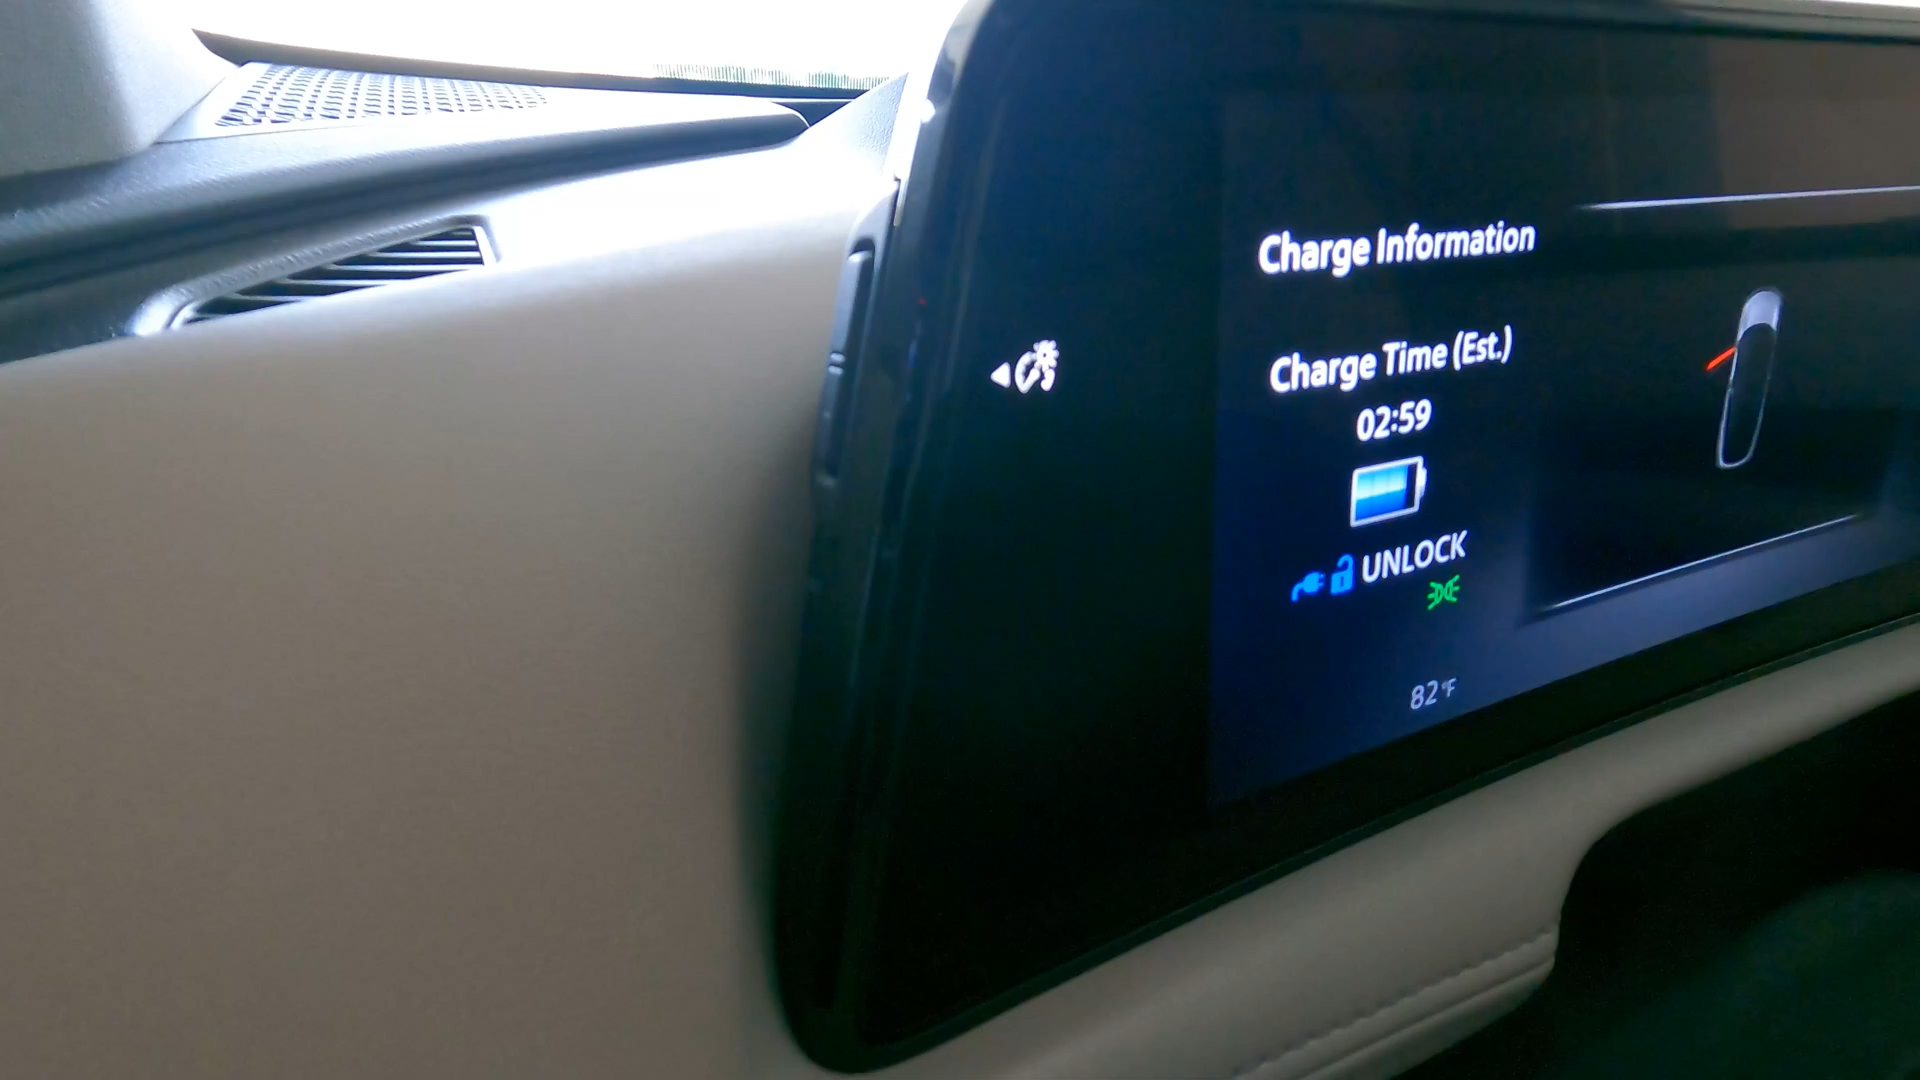 Charge Information
Charge Time (Est.)
02:59
UNLOCK
82°F